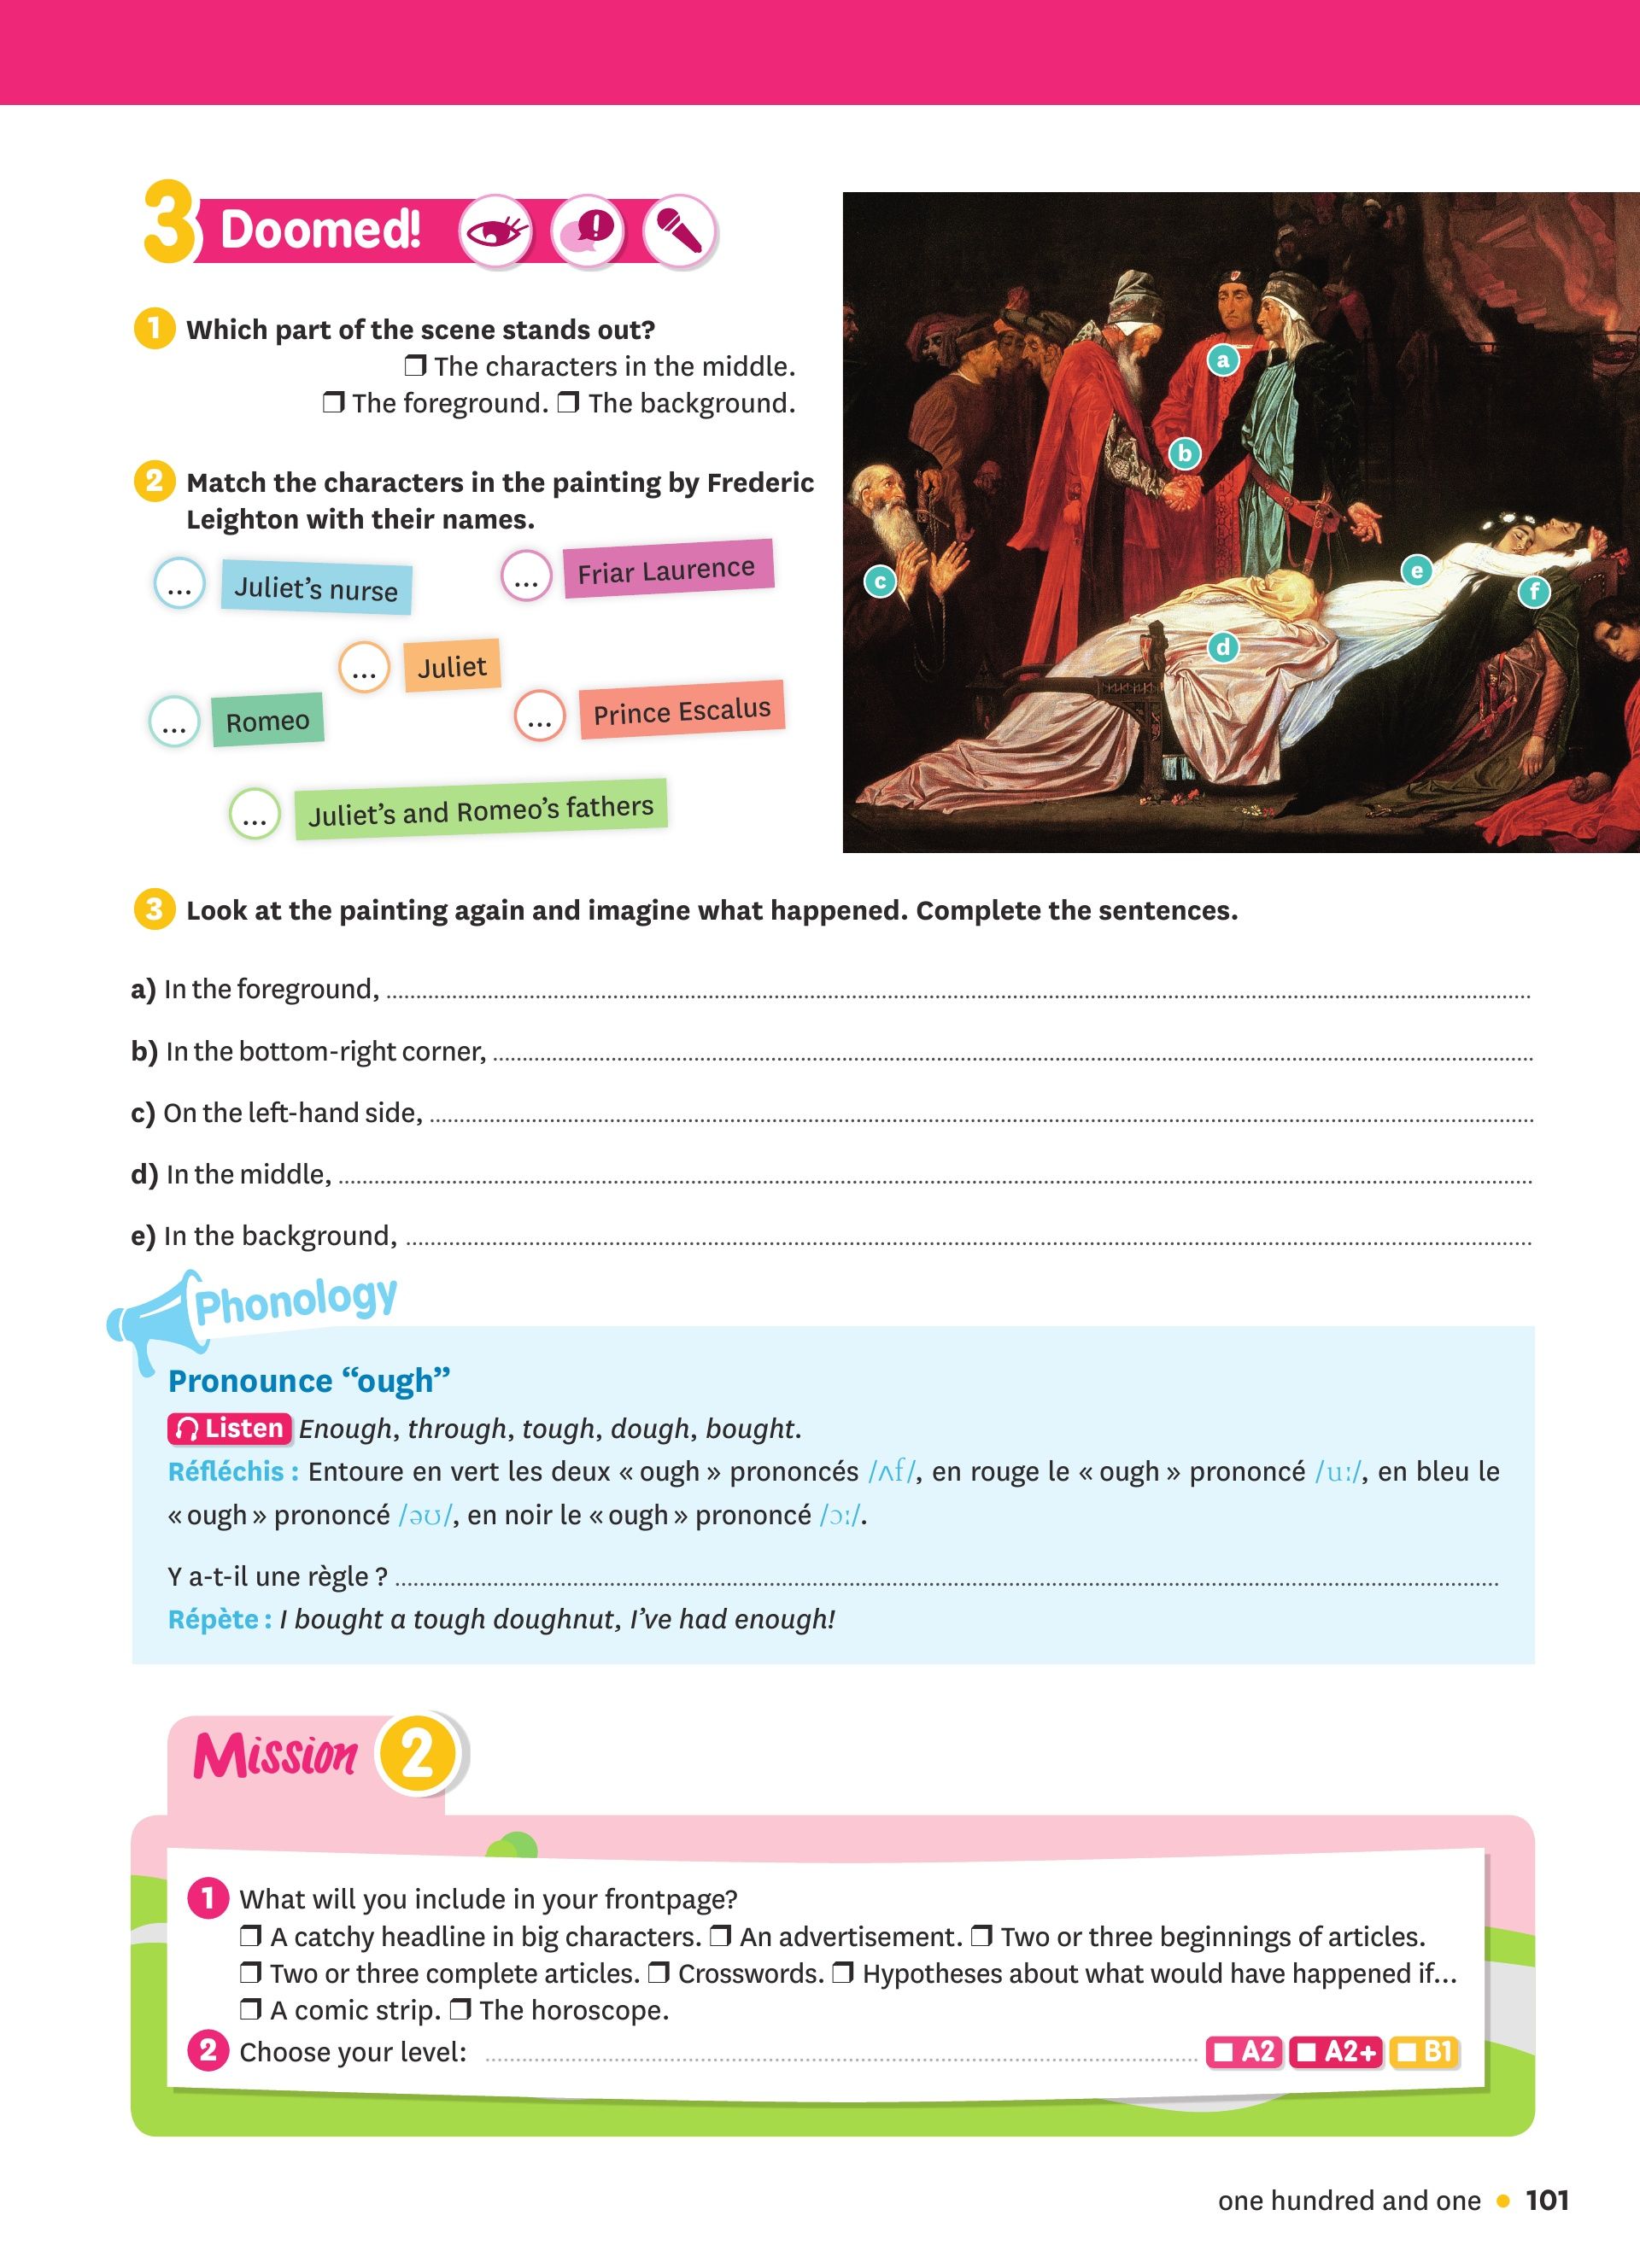 3 Doomed!
1 Which part of the scene stands out?
❒ The characters in the middle.
❒ The foreground. ❒ The background.
2 Match the characters in the painting by Frederic
Leighton with their names.
... Juliet's nurse
... Friar Laurence
... Juliet
... Romeo
... Prince Escalus
... Juliet's and Romeo's fathers
a
b
c
d
e
f
3 Look at the painting again and imagine what happened. Complete the sentences.
a) In the foreground, ..........
b) In the bottom-right corner, ..........
c) On the left-hand side, ..........
d) In the middle, ..........
e) In the background, ..........
Phonology
Pronounce “ough”
Listen Enough, through, tough, dough, bought.
Réfléchis : Entoure en vert les deux « ough » prononcés /ʌf/, en rouge le « ough » prononcé /uː/, en bleu le
« ough » prononcé /əʊ/, en noir le « ough » prononcé /ɔː/.
Y a-t-il une règle ? ..........
Répète : I bought a tough doughnut, I've had enough!
Mission 2
1 What will you include in your frontpage?
❒ A catchy headline in big characters. ❒ An advertisement. ❒ Two or three beginnings of articles.
❒ Two or three complete articles. ❒ Crosswords. ❒ Hypotheses about what would have happened if...
❒ A comic strip. ❒ The horoscope.
2 Choose your level: .......... A2 A2+ B1
one hundred and one • 101